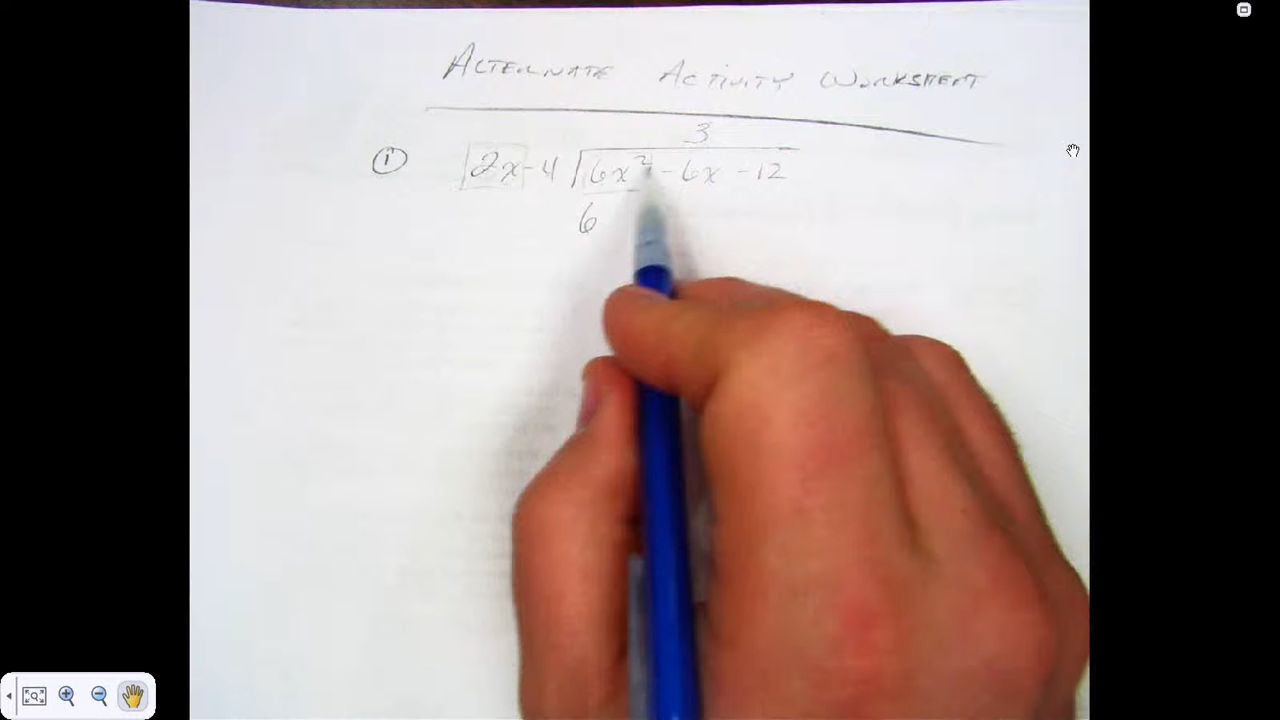 ALTERNATE ACTIVITY WORKSHEET
3
① 2x-4 6x² - 6x - 12
6